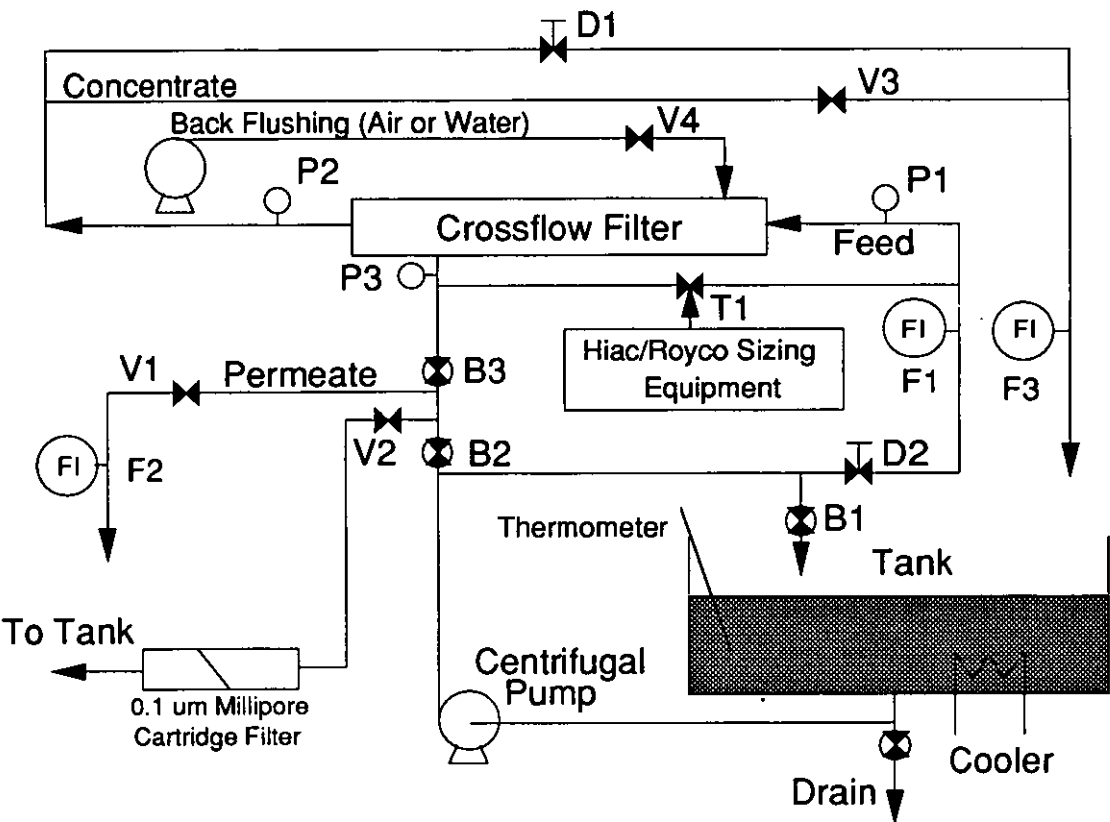 D1
Concentrate
V3
Back Flushing (Air or Water)
V4
P2
P1
Crossflow Filter
Feed
P3
T1
Hiac/Royco Sizing
Equipment
FI
F1
FI
F3
V1
Permeate
B3
V2
B2
D2
FI
F2
Thermometer
B1
Tank
To Tank
0.1 um Millipore
Cartridge Filter
Centrifugal
Pump
Cooler
Drain